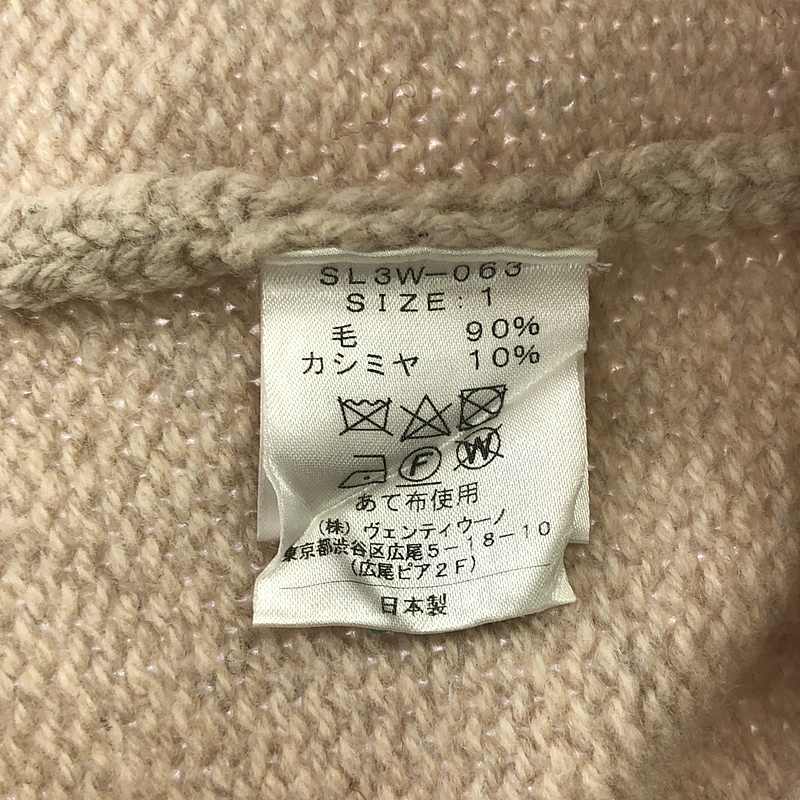 SL3W-063
SIZE:1
毛 90%
カシミヤ 10%
F W
あて布使用
(株) ヴェンティウーノ
東京都渋谷区広尾5-18-10
(広尾ピア2F)
日本製